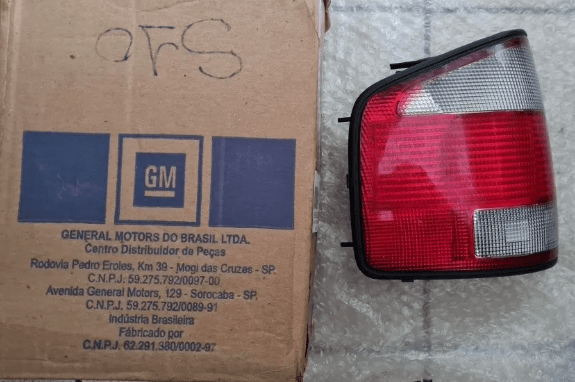 S10
GM
GENERAL MOTORS DO BRASIL LTDA.
Centro Distribuidor de Peças
Rodovia Pedro Eroles, Km 39 - Mogi das Cruzes - SP.
C.N.P.J. 59.275.792/0097-00
Avenida General Motors, 129 - Sorocaba - SP.
C.N.P.J. 59.275.792/0089-91
Indústria Brasileira
Fabricado por
C.N.P.J. 62.291.380/0002-97